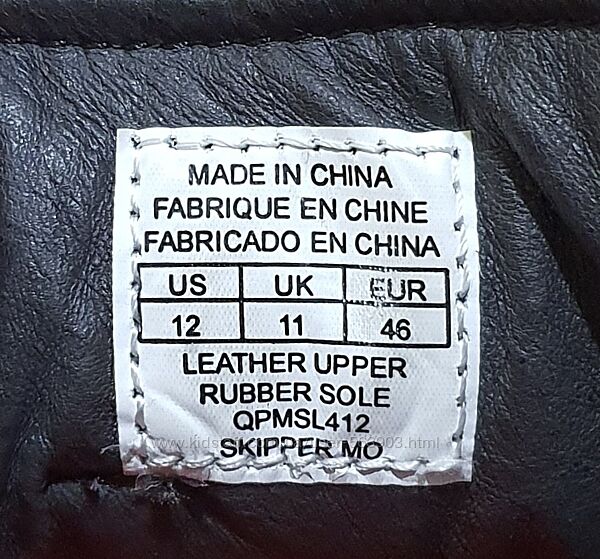 MADE IN CHINA
FABRIQUE EN CHINE
FABRICADO EN CHINA
US UK EUR
12 11 46
LEATHER UPPER
RUBBER SOLE
QPMSL412
SKIPPER MO